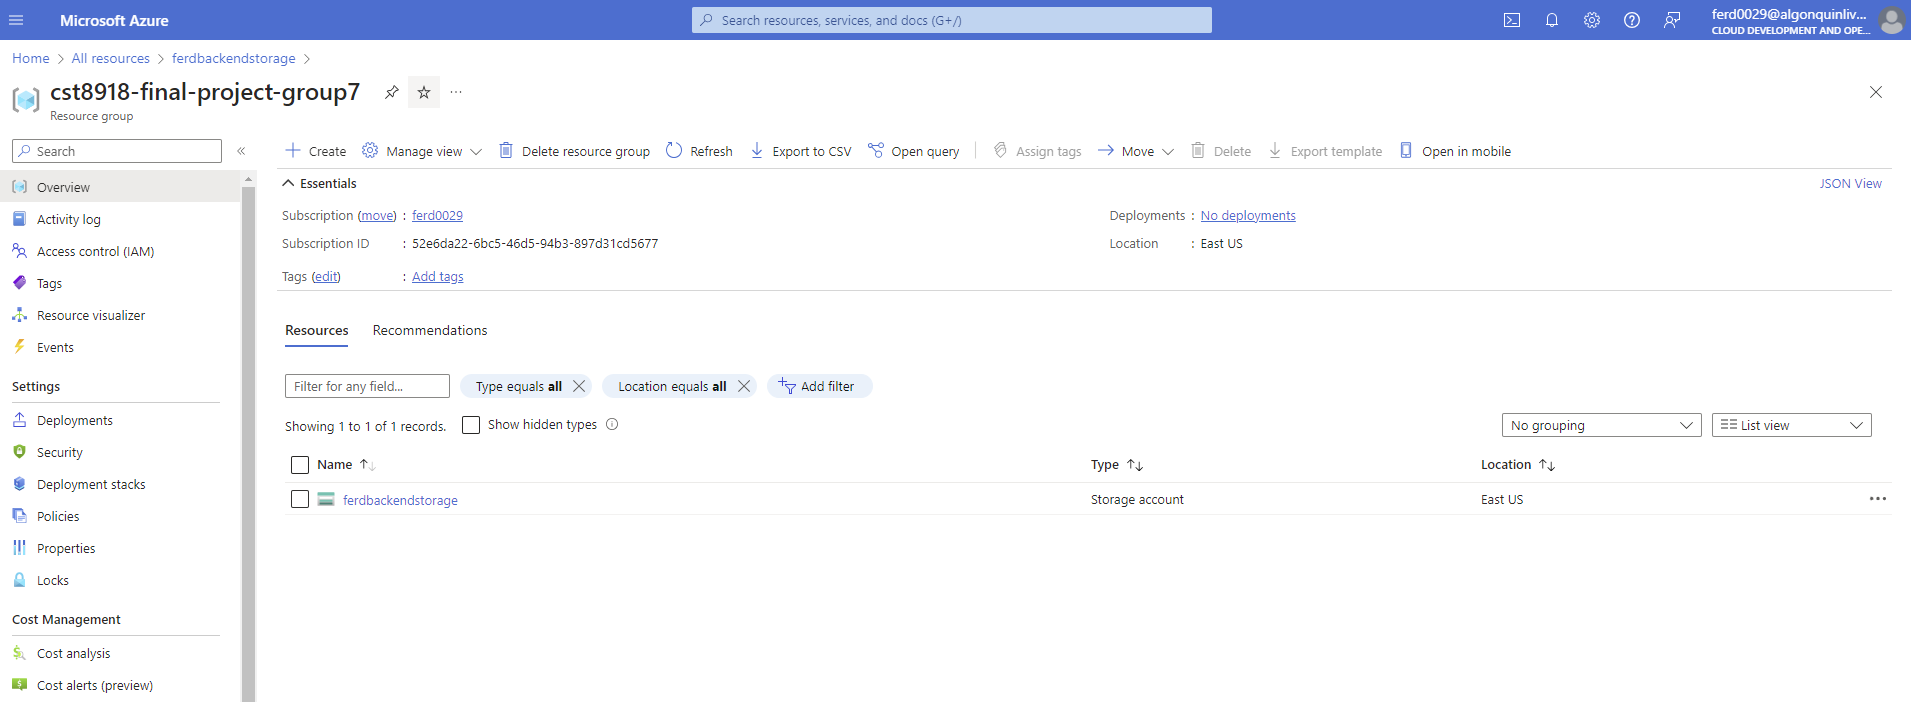 Microsoft Azure
Search resources, services, and docs (G+/)
ferd0029@algonquinliv...
CLOUD DEVELOPMENT AND OPE...
Home > All resources > ferdbackendstorage >
cst8918-final-project-group7
Resource group
Search
Create Manage view Delete resource group Refresh Export to CSV Open query Assign tags Move Delete Export template Open in mobile
Overview
Activity log
Access control (IAM)
Tags
Resource visualizer
Events
Settings
Deployments
Security
Deployment stacks
Policies
Properties
Locks
Cost Management
Cost analysis
Cost alerts (preview)
Essentials
JSON View
Subscription (move) : ferd0029
Deployments : No deployments
Subscription ID : 52e6da22-6bc5-46d5-94b3-897d31cd5677
Location : East US
Tags (edit) : Add tags
Resources Recommendations
Filter for any field...
Type equals all
Location equals all
Add filter
Showing 1 to 1 of 1 records.
Show hidden types
No grouping
List view
Name Type Location
ferdbackendstorage Storage account East US